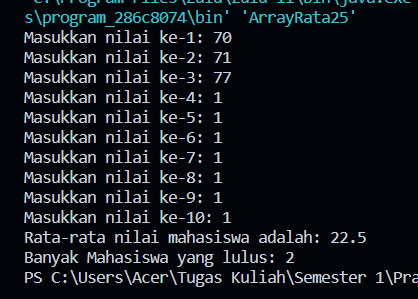 C:\Program Files\Zulu\zulu-11\bin\java.exe
s\program_286c8074\bin' 'ArrayRata25'
Masukkan nilai ke-1: 70
Masukkan nilai ke-2: 71
Masukkan nilai ke-3: 77
Masukkan nilai ke-4: 1
Masukkan nilai ke-5: 1
Masukkan nilai ke-6: 1
Masukkan nilai ke-7: 1
Masukkan nilai ke-8: 1
Masukkan nilai ke-9: 1
Masukkan nilai ke-10: 1
Rata-rata nilai mahasiswa adalah: 22.5
Banyak Mahasiswa yang lulus: 2
PS C:\Users\Acer\Tugas Kuliah\Semester 1\Pra